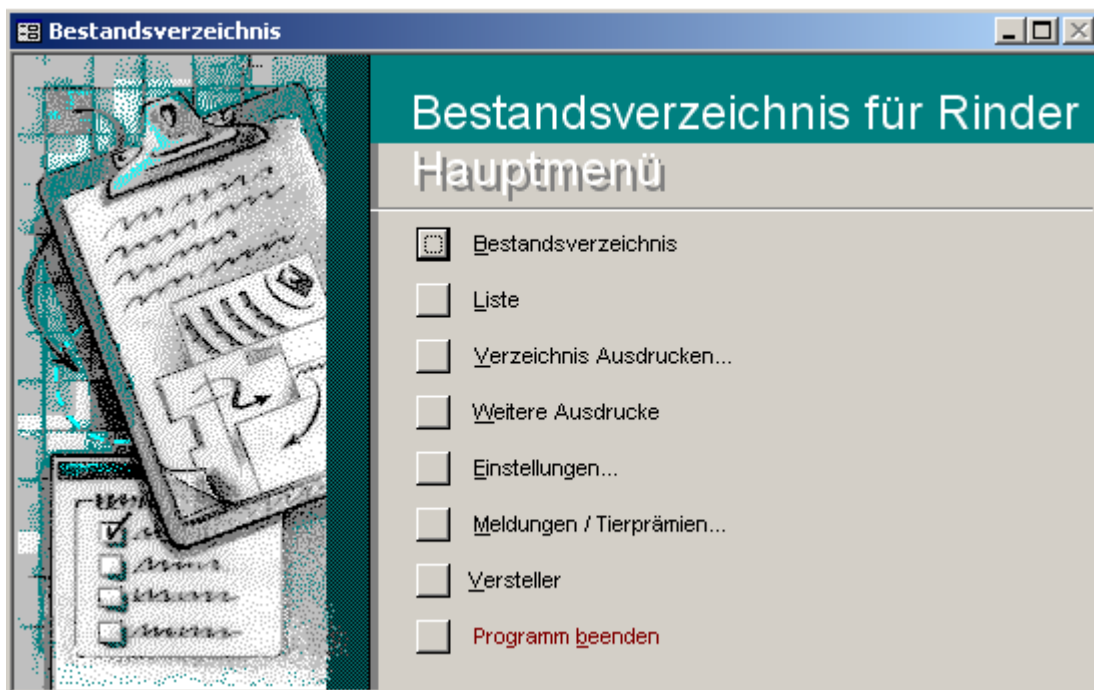 Bestandsverzeichnis
Bestandsverzeichnis für Rinder
Hauptmenü
Bestandsverzeichnis
Liste
Verzeichnis Ausdrucken...
Weitere Ausdrucke
Einstellungen...
Meldungen / Tierprämien...
Versteller
Programm beenden